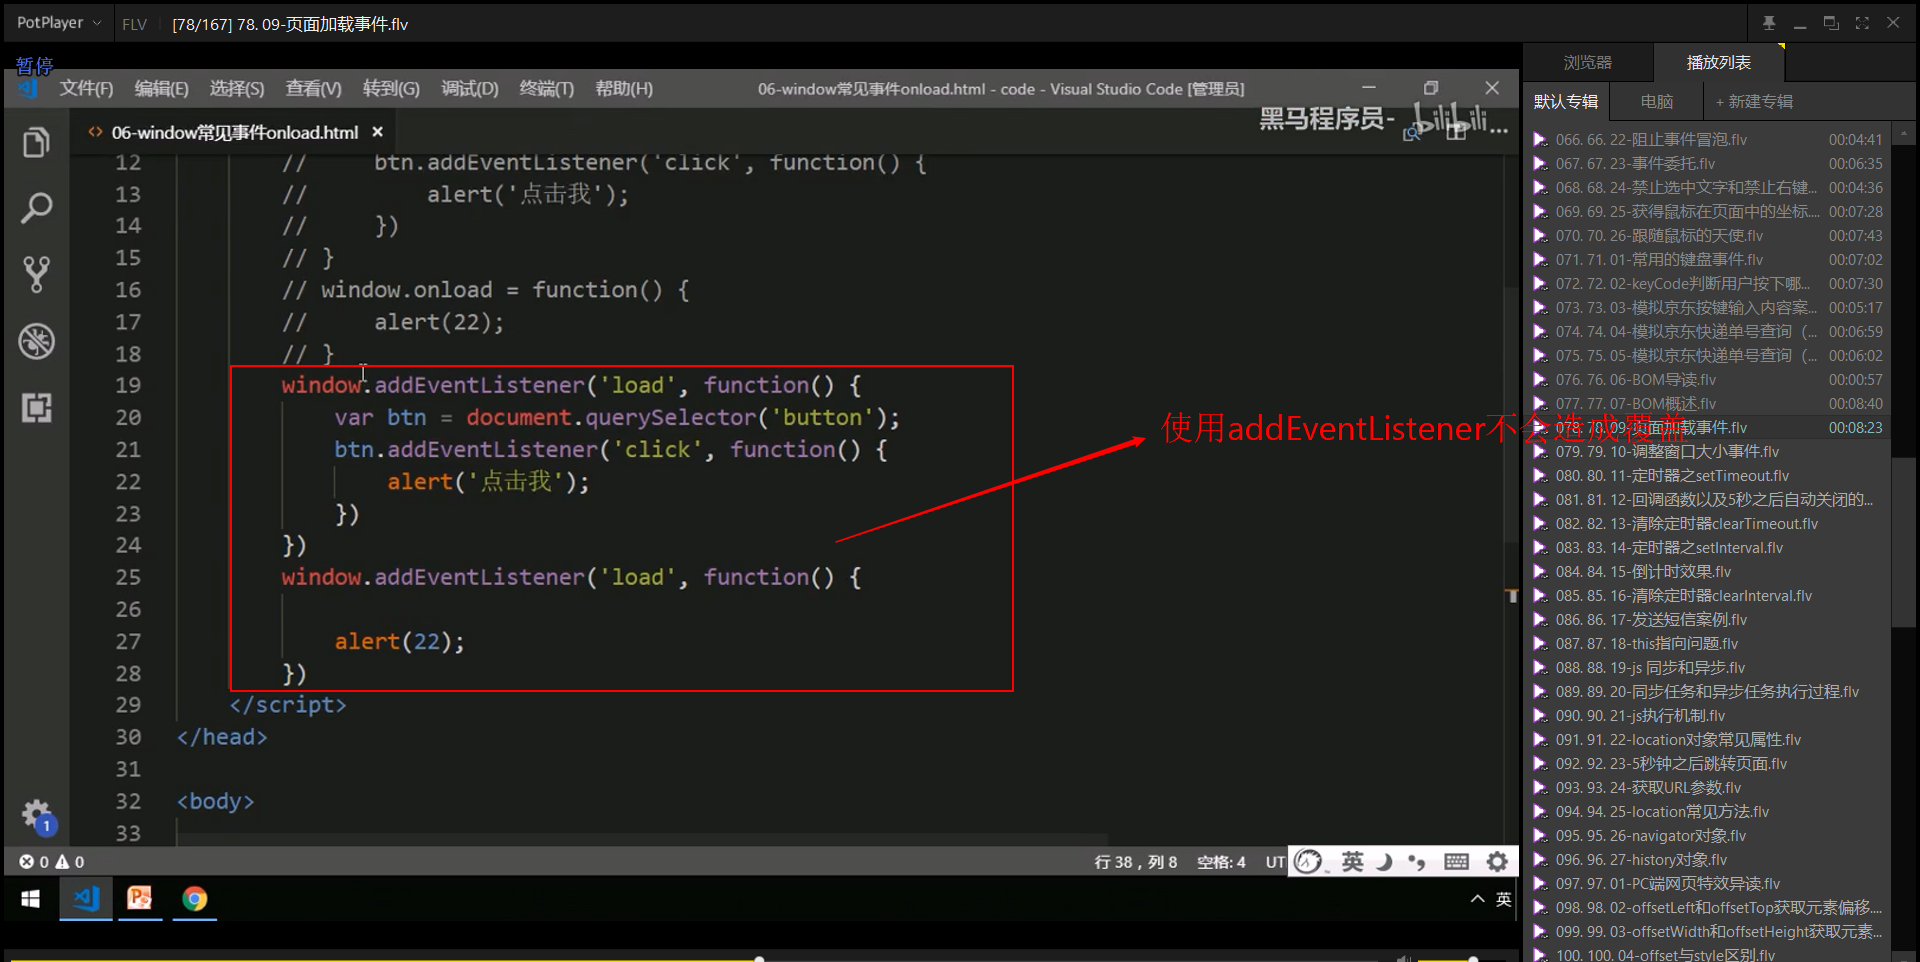 PotPlayer FLV [78/167] 78. 09-页面加载事件.flv
暂停
文件(F) 编辑(E) 选择(S) 查看(V) 转到(G) 调试(D) 终端(T) 帮助(H) 06-window常见事件onload.html - code - Visual Studio Code [管理员]
06-window常见事件onload.html
黑马程序员- bilibili
12 // btn.addEventListener('click', function() {
13 // alert('点击我');
14 // })
15 // }
16 // window.onload = function() {
17 // alert(22);
18 // }
19 window.addEventListener('load', function() {
20 var btn = document.querySelector('button');
21 btn.addEventListener('click', function() {
22 alert('点击我');
23 })
24 })
25 window.addEventListener('load', function() {
26
27 alert(22);
28 })
29 </script>
30 </head>
31
32 <body>
33
使用addEventListener不会造成覆盖
1
0 0
行 38，列 8 空格: 4 UT
英
英
浏览器 播放列表
默认专辑 电脑 + 新建专辑
066. 66. 22-阻止事件冒泡.flv 00:04:41
067. 67. 23-事件委托.flv 00:06:35
068. 68. 24-禁止选中文字和禁止右键... 00:04:36
069. 69. 25-获得鼠标在页面中的坐标.... 00:07:28
070. 70. 26-跟随鼠标的天使.flv 00:07:43
071. 71. 01-常用的键盘事件.flv 00:07:02
072. 72. 02-keyCode判断用户按下哪... 00:07:30
073. 73. 03-模拟京东按键输入内容案... 00:05:17
074. 74. 04-模拟京东快递单号查询（... 00:06:59
075. 75. 05-模拟京东快递单号查询（... 00:06:02
076. 76. 06-BOM导读.flv 00:00:57
077. 77. 07-BOM概述.flv 00:08:40
078. 78. 09-页面加载事件.flv 00:08:23
079. 79. 10-调整窗口大小事件.flv
080. 80. 11-定时器之setTimeout.flv
081. 81. 12-回调函数以及5秒之后自动关闭的...
082. 82. 13-清除定时器clearTimeout.flv
083. 83. 14-定时器之setInterval.flv
084. 84. 15-倒计时效果.flv
085. 85. 16-清除定时器clearInterval.flv
086. 86. 17-发送短信案例.flv
087. 87. 18-this指向问题.flv
088. 88. 19-js 同步和异步.flv
089. 89. 20-同步任务和异步任务执行过程.flv
090. 90. 21-js执行机制.flv
091. 91. 22-location对象常见属性.flv
092. 92. 23-5秒钟之后跳转页面.flv
093. 93. 24-获取URL参数.flv
094. 94. 25-location常见方法.flv
095. 95. 26-navigator对象.flv
096. 96. 27-history对象.flv
097. 97. 01-PC端网页特效导读.flv
098. 98. 02-offsetLeft和offsetTop获取元素偏移....
099. 99. 03-offsetWidth和offsetHeight获取元素...
100. 100. 04-offset与style区别.flv